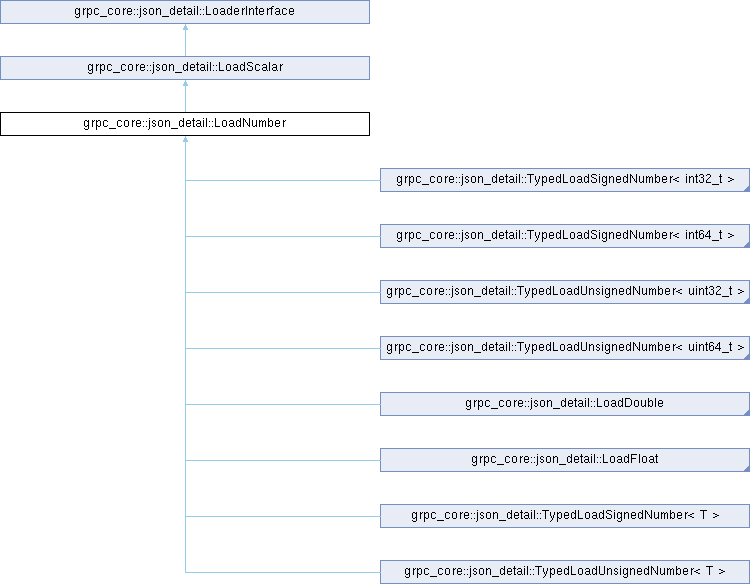 grpc_core::json_detail::LoaderInterface
grpc_core::json_detail::LoadScalar
grpc_core::json_detail::LoadNumber
grpc_core::json_detail::TypedLoadSignedNumber< int32_t >
grpc_core::json_detail::TypedLoadSignedNumber< int64_t >
grpc_core::json_detail::TypedLoadUnsignedNumber< uint32_t >
grpc_core::json_detail::TypedLoadUnsignedNumber< uint64_t >
grpc_core::json_detail::LoadDouble
grpc_core::json_detail::LoadFloat
grpc_core::json_detail::TypedLoadSignedNumber< T >
grpc_core::json_detail::TypedLoadUnsignedNumber< T >